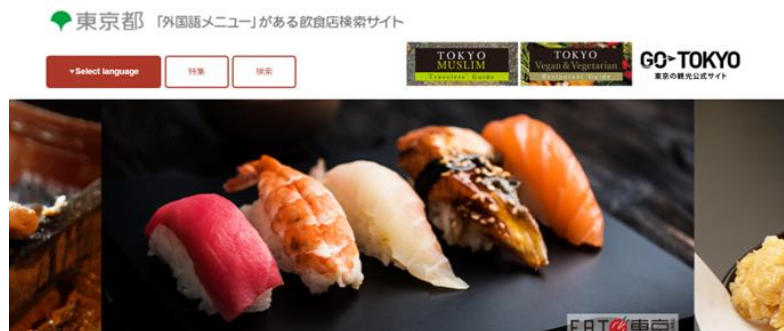 東京都 「外国語メニュー」がある飲食店検索サイト
▾Select language
特集
検索
TOKYO
MUSLIM
Travelers' Guide
TOKYO
Vegan & Vegetarian
Restaurant Guide
GO TOKYO
東京の観光公式サイト
EAT 東京